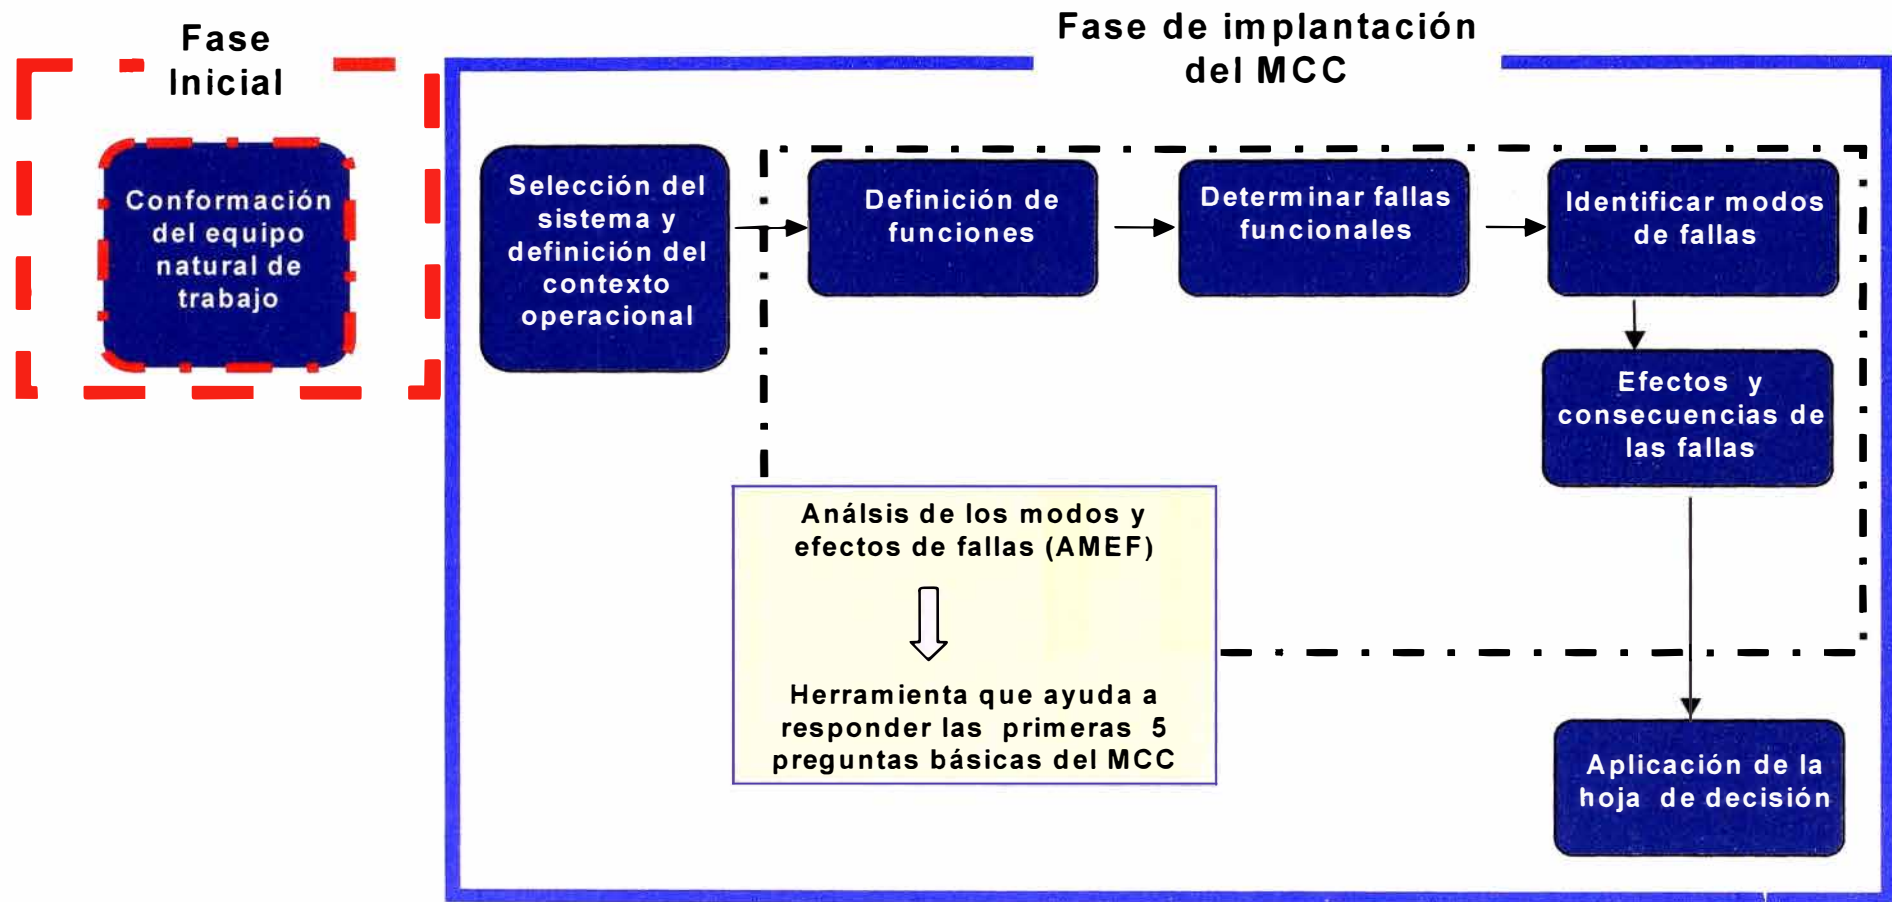 Fase
Inicial
Conformación
del equipo
natural de
trabajo
Fase de implantación
del MCC
Selección del
sistema y
definición del
contexto
operacional
Definición de
funciones
Determinar fallas
funcionales
Identificar modos
de fallas
Efectos y
consecuencias de
las fallas
Análsis de los modos y
efectos de fallas (AMEF)
Herramienta que ayuda a
responder las primeras 5
preguntas básicas del MCC
Aplicación de la
hoja de decisión